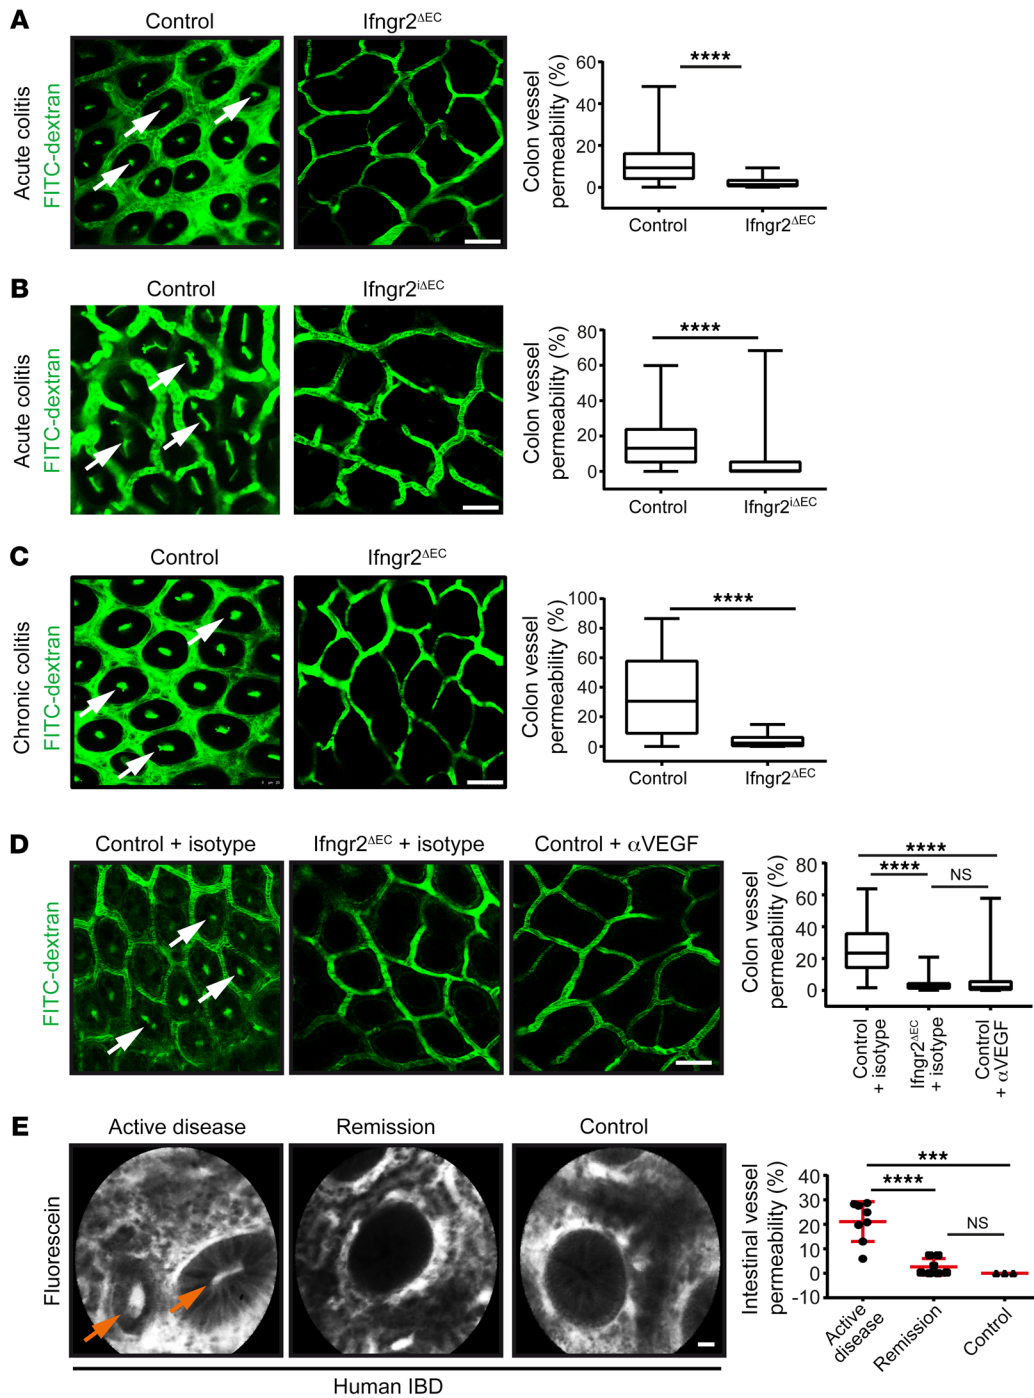 A
Control
Ifngr2ΔEC
Acute colitis
FITC-dextran
Colon vessel
permeability (%)
60
40
20
0
****
Control
Ifngr2ΔEC
B
Control
Ifngr2iΔEC
Acute colitis
FITC-dextran
Colon vessel
permeability (%)
80
60
40
20
0
****
Control
Ifngr2iΔEC
C
Control
Ifngr2ΔEC
Chronic colitis
FITC-dextran
Colon vessel
permeability (%)
100
80
60
40
20
0
****
Control
Ifngr2ΔEC
D
Control + isotype
Ifngr2ΔEC + isotype
Control + αVEGF
FITC-dextran
Colon vessel
permeability (%)
80
60
40
20
0
****
****
NS
Control
+ isotype
Ifngr2ΔEC
+ isotype
Control
+ αVEGF
E
Active disease
Remission
Control
Fluorescein
Human IBD
Intestinal vessel
permeability (%)
40
30
20
10
0
-10
***
****
NS
Active
disease
Remission
Control